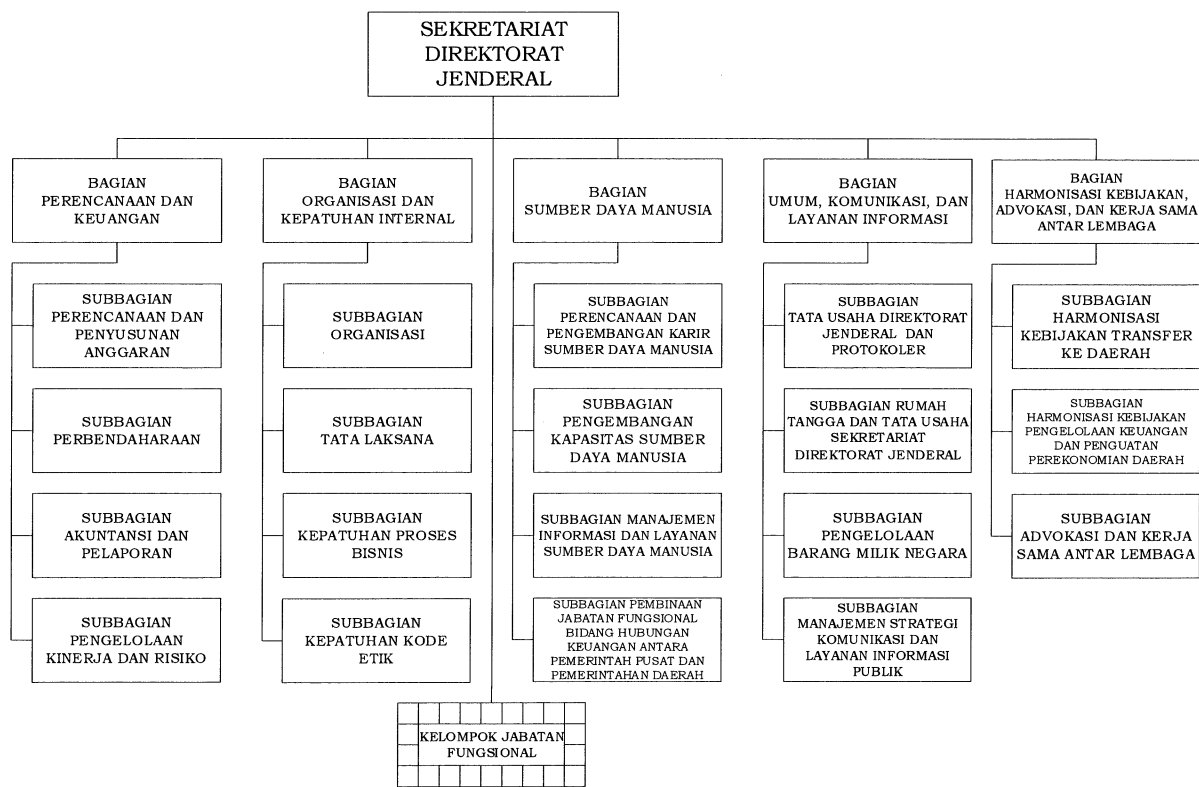 SEKRETARIAT
DIREKTORAT
JENDERAL
BAGIAN
PERENCANAAN DAN
KEUANGAN
BAGIAN
ORGANISASI DAN
KEPATUHAN INTERNAL
BAGIAN
SUMBER DAYA MANUSIA
BAGIAN
UMUM, KOMUNIKASI, DAN
LAYANAN INFORMASI
BAGIAN
HARMONISASI KEBIJAKAN,
ADVOKASI, DAN KERJA SAMA
ANTAR LEMBAGA
SUBBAGIAN
PERENCANAAN DAN
PENYUSUNAN
ANGGARAN
SUBBAGIAN
PERBENDAHARAAN
SUBBAGIAN
AKUNTANSI DAN
PELAPORAN
SUBBAGIAN
PENGELOLAAN
KINERJA DAN RISIKO
SUBBAGIAN
ORGANISASI
SUBBAGIAN
TATA LAKSANA
SUBBAGIAN
KEPATUHAN PROSES
BISNIS
SUBBAGIAN
KEPATUHAN KODE
ETIK
SUBBAGIAN
PERENCANAAN DAN
PENGEMBANGAN KARIR
SUMBER DAYA MANUSIA
SUBBAGIAN
PENGEMBANGAN
KAPASITAS SUMBER
DAYA MANUSIA
SUBBAGIAN MANAJEMEN
INFORMASI DAN LAYANAN
SUMBER DAYA MANUSIA
SUBBAGIAN PEMBINAAN
JABATAN FUNGSIONAL
BIDANG HUBUNGAN
KEUANGAN ANTARA
PEMERINTAH PUSAT DAN
PEMERINTAHAN DAERAH
SUBBAGIAN
TATA USAHA DIREKTORAT
JENDERAL DAN
PROTOKOLER
SUBBAGIAN RUMAH
TANGGA DAN TATA USAHA
SEKRETARIAT
DIREKTORAT JENDERAL
SUBBAGIAN
PENGELOLAAN
BARANG MILIK NEGARA
SUBBAGIAN
MANAJEMEN STRATEGI
KOMUNIKASI DAN
LAYANAN INFORMASI
PUBLIK
SUBBAGIAN
HARMONISASI
KEBIJAKAN TRANSFER
KE DAERAH
SUBBAGIAN
HARMONISASI KEBIJAKAN
PENGELOLAAN KEUANGAN
DAN PENGUATAN
PEREKONOMIAN DAERAH
SUBBAGIAN
ADVOKASI DAN KERJA
SAMA ANTAR LEMBAGA
KELOMPOK JABATAN
FUNGSIONAL